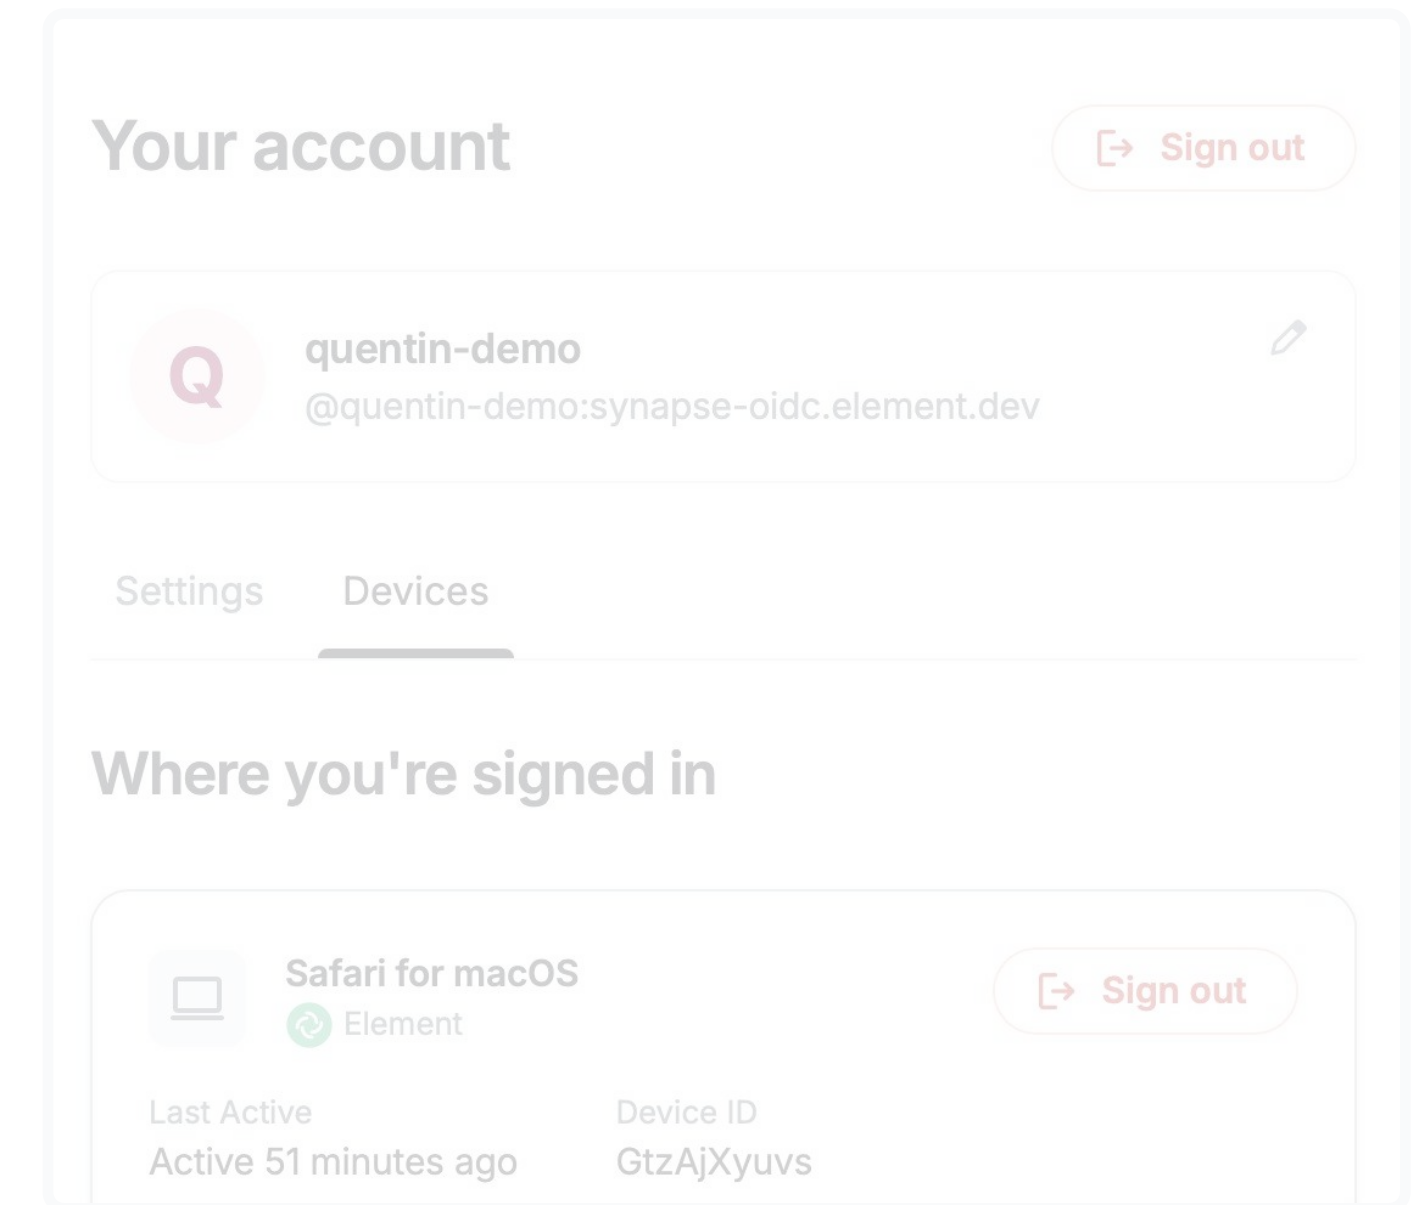 Your account
Sign out
Q
quentin-demo
@quentin-demo:synapse-oidc.element.dev
Settings
Devices
Where you're signed in
Safari for macOS
Element
Sign out
Last Active
Device ID
Active 51 minutes ago
GtzAjXyuvs